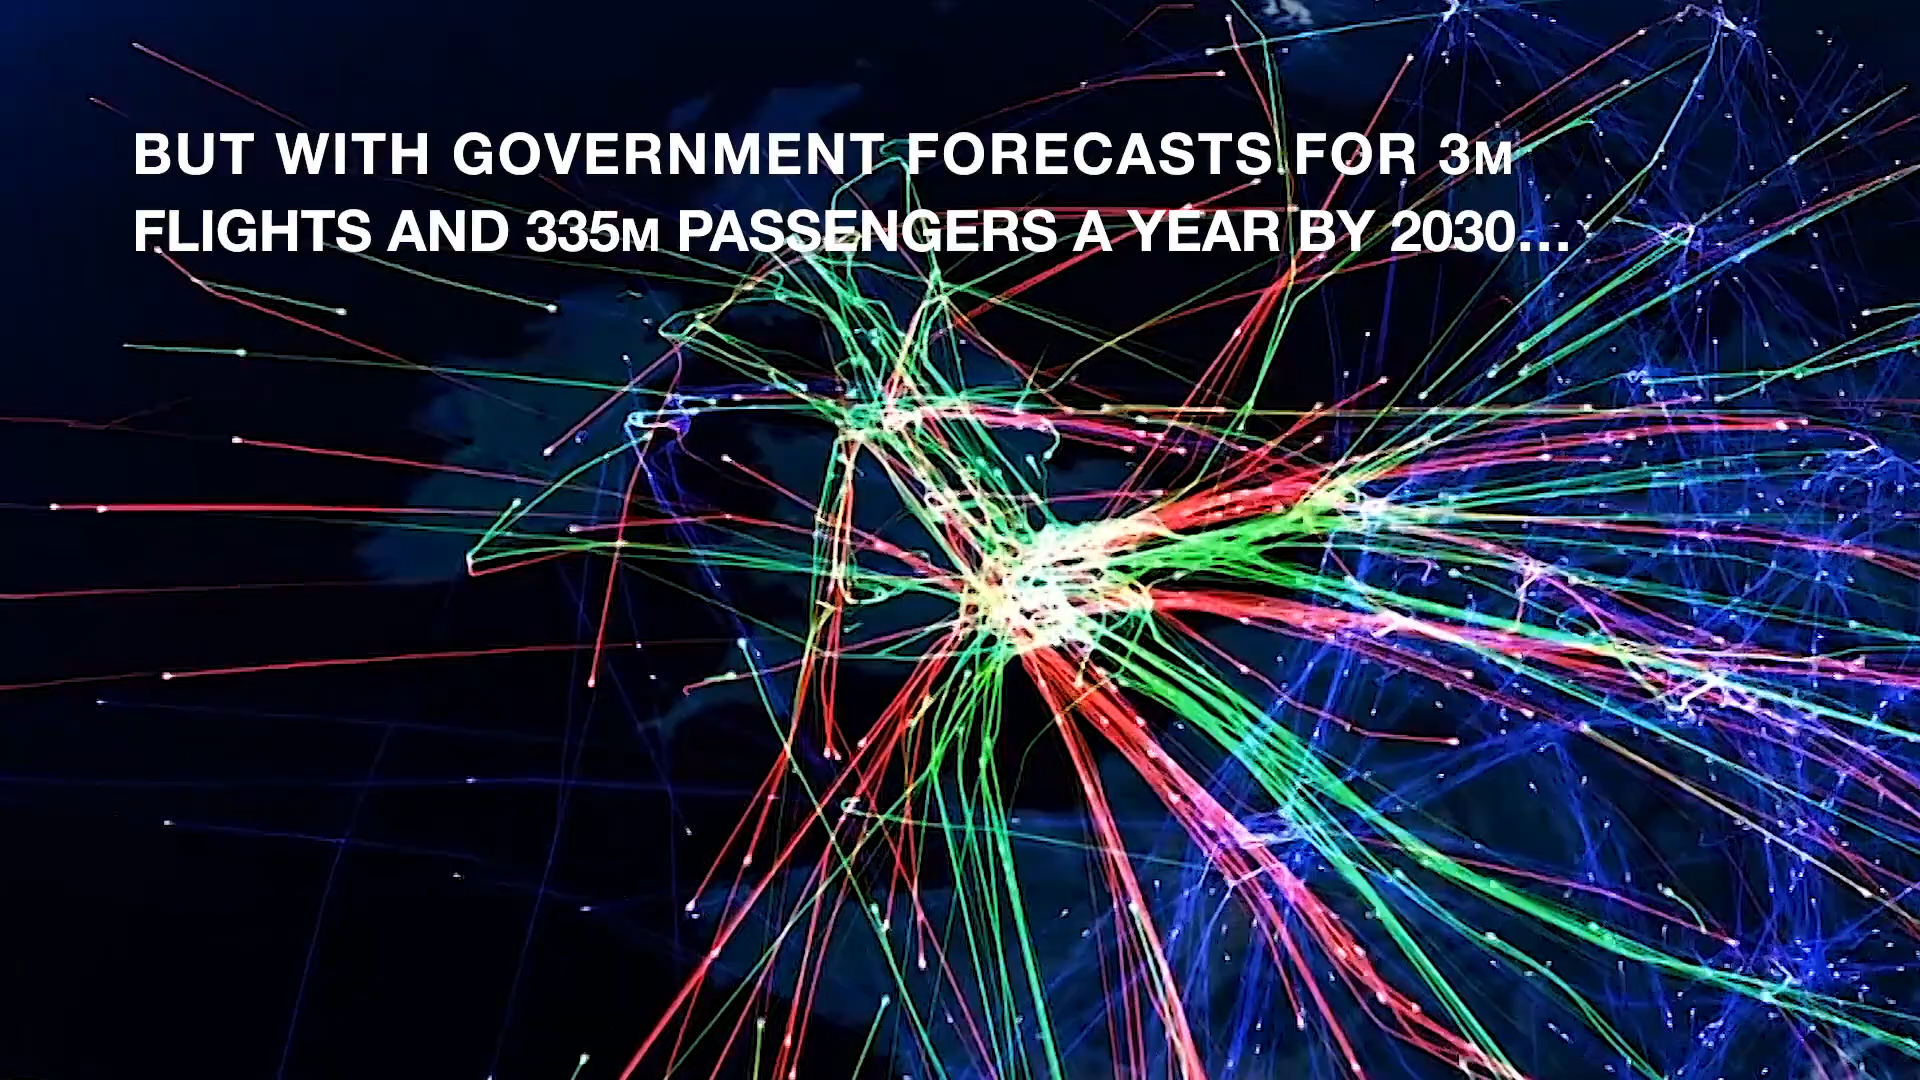 BUT WITH GOVERNMENT FORECASTS FOR 3M
FLIGHTS AND 335M PASSENGERS A YEAR BY 2030...